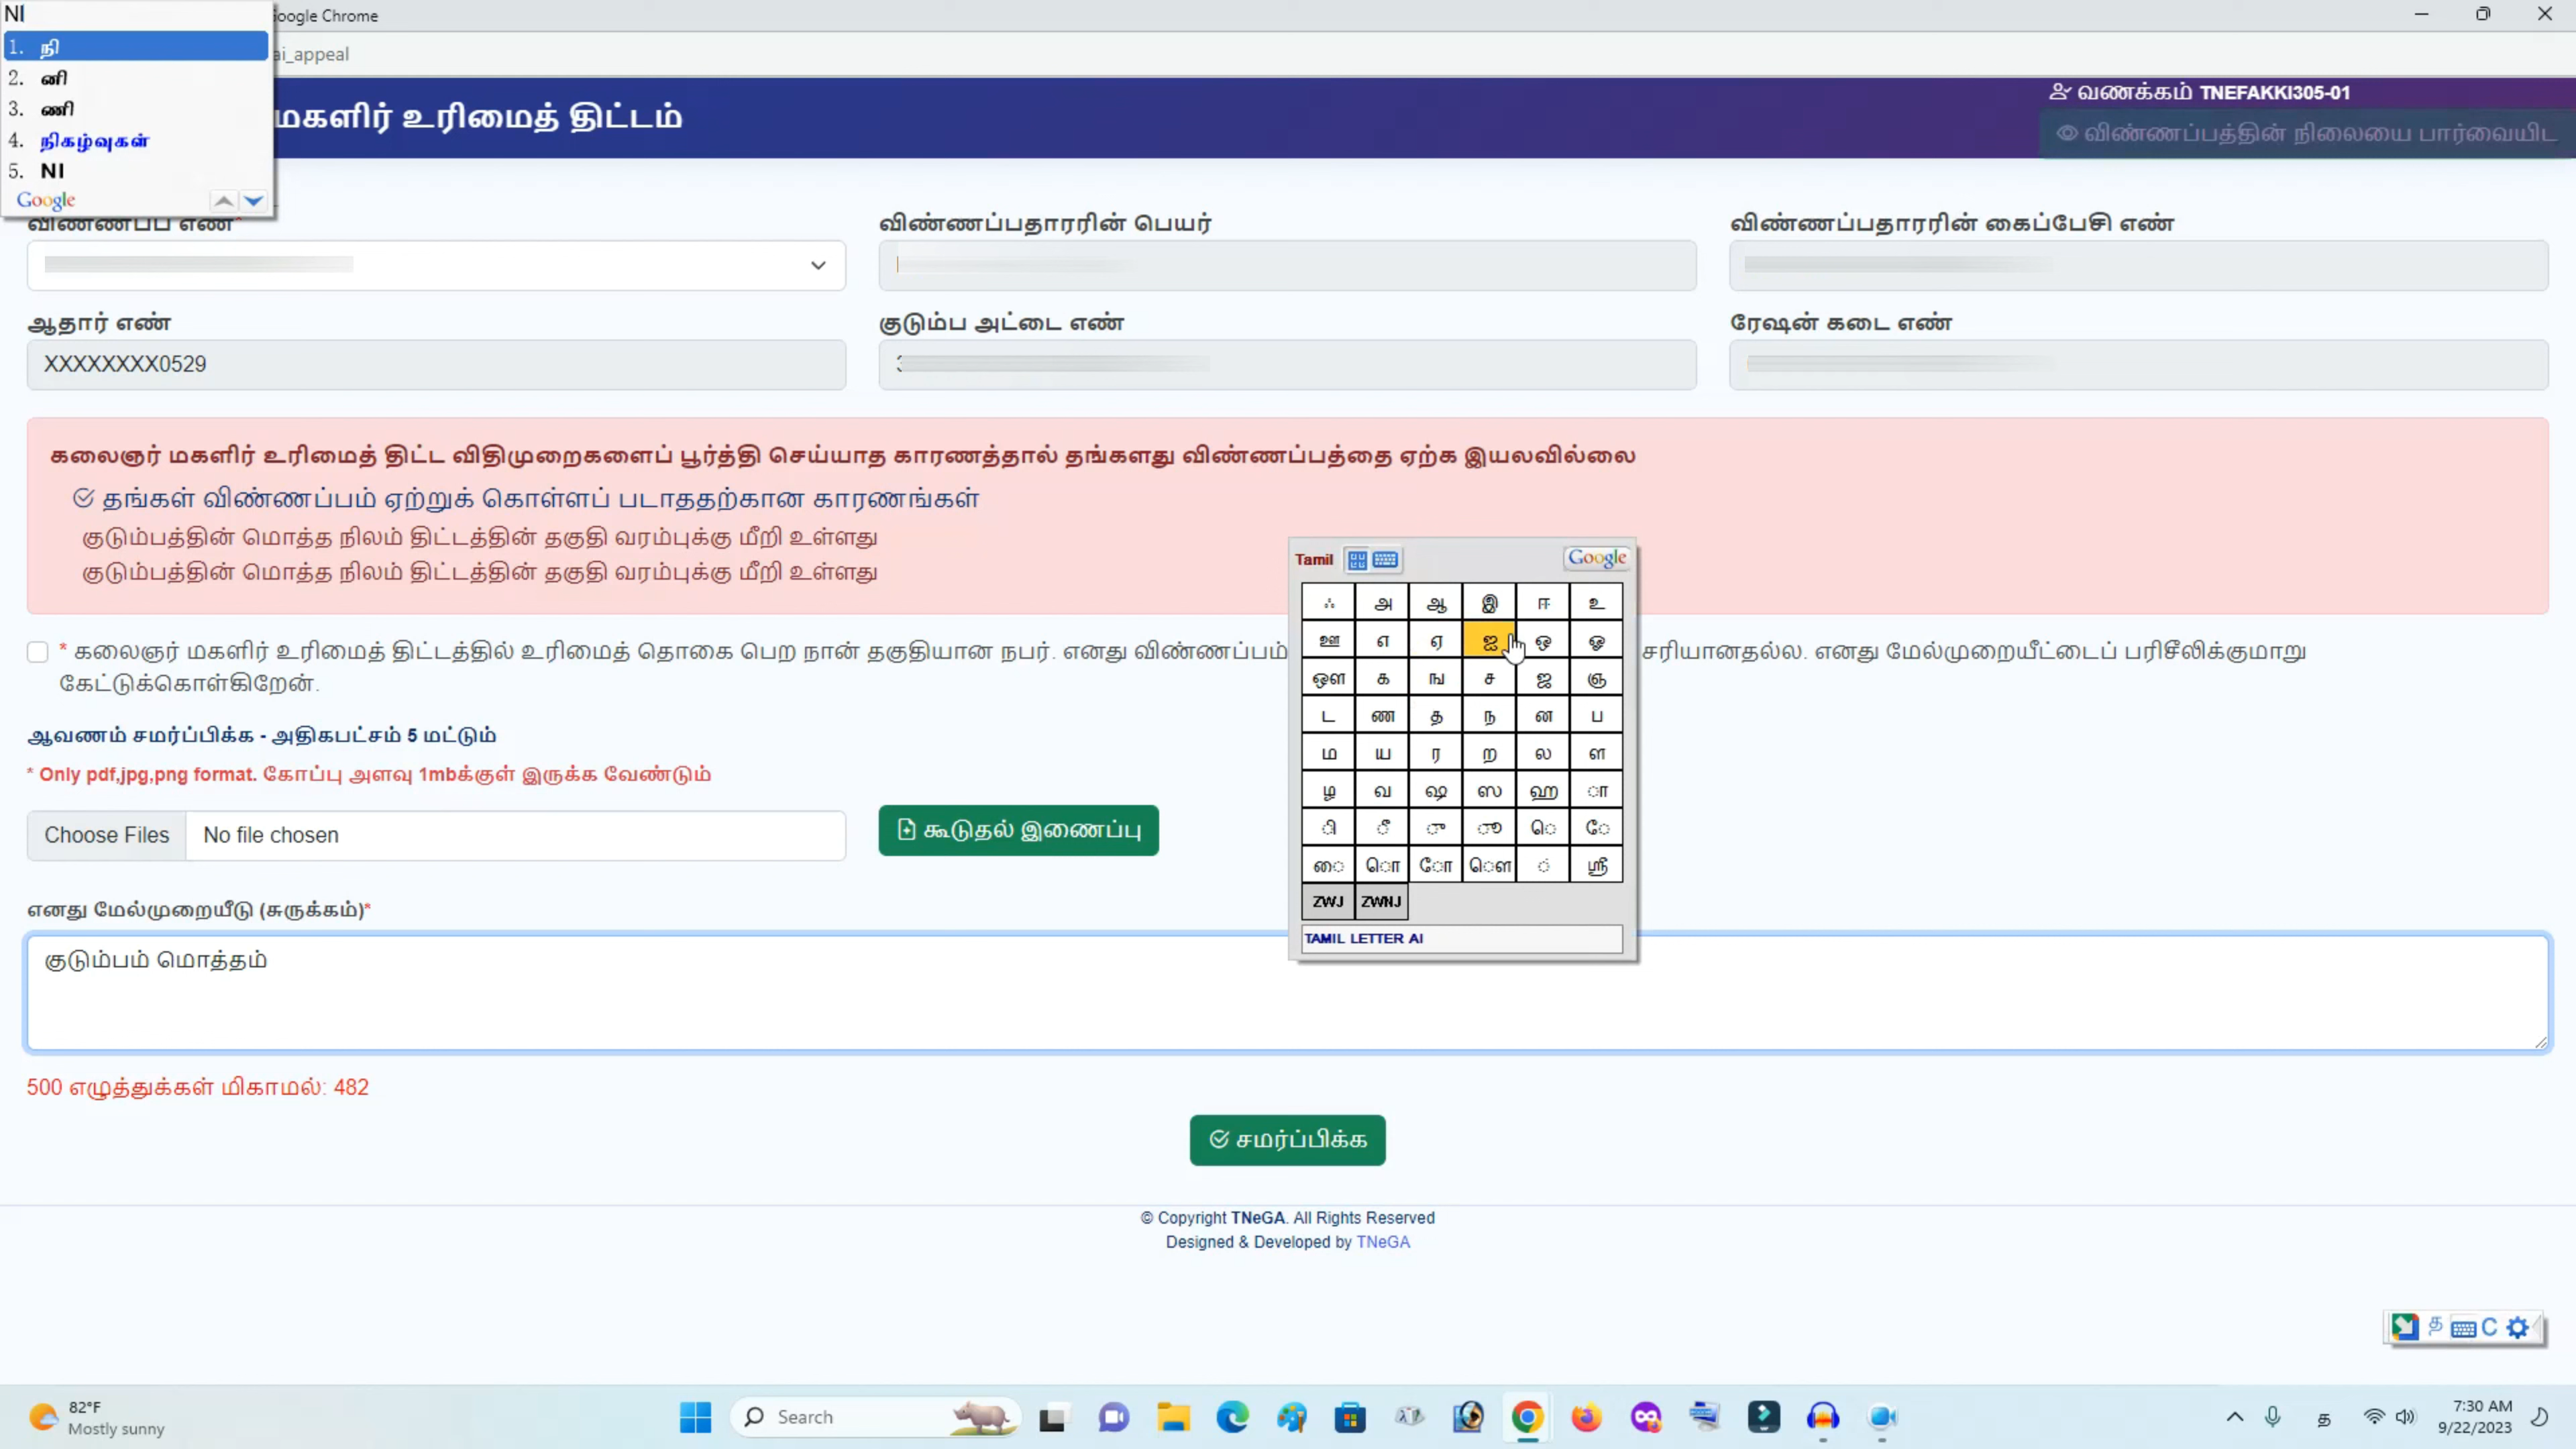 NI
Google Chrome
1. நி
ai_appeal
2. னி
3. ணி
4. நிகழ்வுகள்
5. NI
Google
மகளிர் உரிமைத் திட்டம்
வணக்கம் TNEFAKKI305-01
விண்ணப்பத்தின் நிலையை பார்வையிட
விண்ணப்ப எண்*
விண்ணப்பதாரரின் பெயர்
விண்ணப்பதாரரின் கைப்பேசி எண்
ஆதார் எண்
குடும்ப அட்டை எண்
ரேஷன் கடை எண்
XXXXXXXX0529
கலைஞர் மகளிர் உரிமைத் திட்ட விதிமுறைகளைப் பூர்த்தி செய்யாத காரணத்தால் தங்களது விண்ணப்பத்தை ஏற்க இயலவில்லை
தங்கள் விண்ணப்பம் ஏற்றுக் கொள்ளப் படாததற்கான காரணங்கள்
குடும்பத்தின் மொத்த நிலம் திட்டத்தின் தகுதி வரம்புக்கு மீறி உள்ளது
குடும்பத்தின் மொத்த நிலம் திட்டத்தின் தகுதி வரம்புக்கு மீறி உள்ளது
* கலைஞர் மகளிர் உரிமைத் திட்டத்தில் உரிமைத் தொகை பெற நான் தகுதியான நபர். எனது விண்ணப்பம் சரியானதல்ல. எனது மேல்முறையீட்டைப் பரிசீலிக்குமாறு
கேட்டுக்கொள்கிறேன்.
ஆவணம் சமர்ப்பிக்க - அதிகபட்சம் 5 மட்டும்
* Only pdf,jpg,png format. கோப்பு அளவு 1mbக்குள் இருக்க வேண்டும்
Choose Files No file chosen
கூடுதல் இணைப்பு
எனது மேல்முறையீடு (சுருக்கம்)*
குடும்பம் மொத்தம்
500 எழுத்துக்கள் மிகாமல்: 482
சமர்ப்பிக்க
Tamil Google
ஃ அ ஆ இ ஈ உ
ஊ எ ஏ ஐ ஒ ஓ
ஔ க ங ச ஜ ஞ
ட ண த ந ன ப
ம ய ர ற ல ள
ழ வ ஷ ஸ ஹ ா
ி ீ ு ூ ெ ே
ை ொ ோ ௌ ் ஸ்ரீ
ZWJ ZWNJ
TAMIL LETTER AI
© Copyright TNeGA. All Rights Reserved
Designed & Developed by TNeGA
த C
82°F
Mostly sunny
Search
த
7:30 AM
9/22/2023